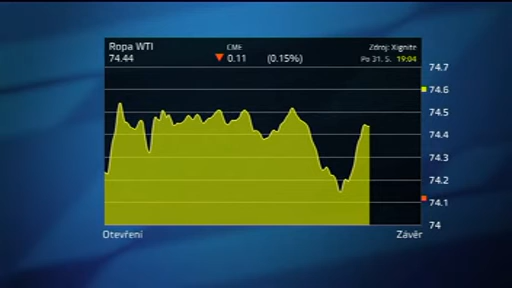 Ropa WTI CME Zdroj: Xignite
74.44 0.11 (0.15%) Po 31. 5. 19:04
74.7
74.6
74.5
74.4
74.3
74.2
74.1
74
Otevření Závěr